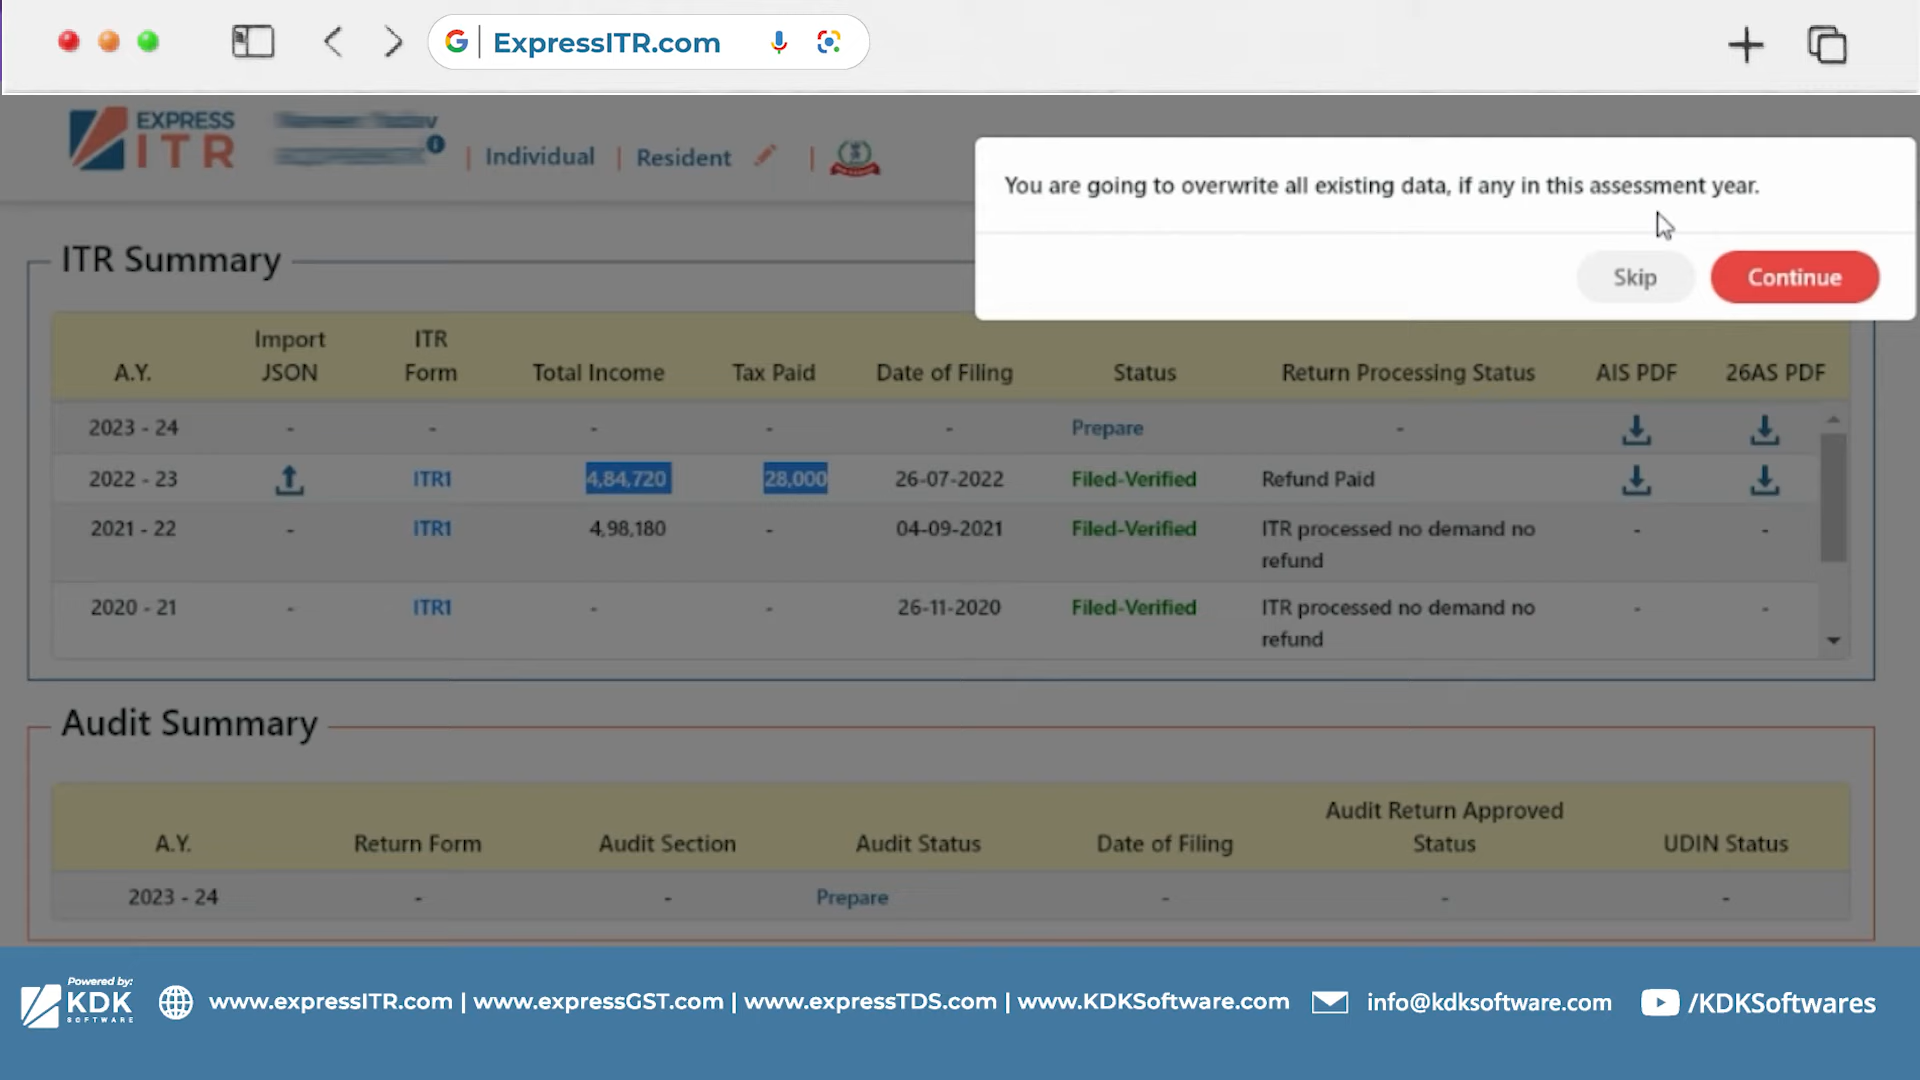 ExpressITR.com
EXPRESS
ITR
| Individual | Resident |
You are going to overwrite all existing data, if any in this assessment year.
Skip Continue
ITR Summary
A.Y. Import JSON ITR Form Total Income Tax Paid Date of Filing Status Return Processing Status AIS PDF 26AS PDF
2023 - 24 - - - - - Prepare -
2022 - 23 ITR1 4,84,720 28,000 26-07-2022 Filed-Verified Refund Paid
2021 - 22 - ITR1 4,98,180 - 04-09-2021 Filed-Verified ITR processed no demand no refund - -
2020 - 21 - ITR1 - - 26-11-2020 Filed-Verified ITR processed no demand no refund - -
Audit Summary
A.Y. Return Form Audit Section Audit Status Date of Filing Audit Return Approved Status UDIN Status
2023 - 24 - - Prepare - - -
Powered by:
KDK
SOFTWARE
www.expressITR.com | www.expressGST.com | www.expressTDS.com | www.KDKSoftware.com info@kdksoftware.com /KDKSoftwares